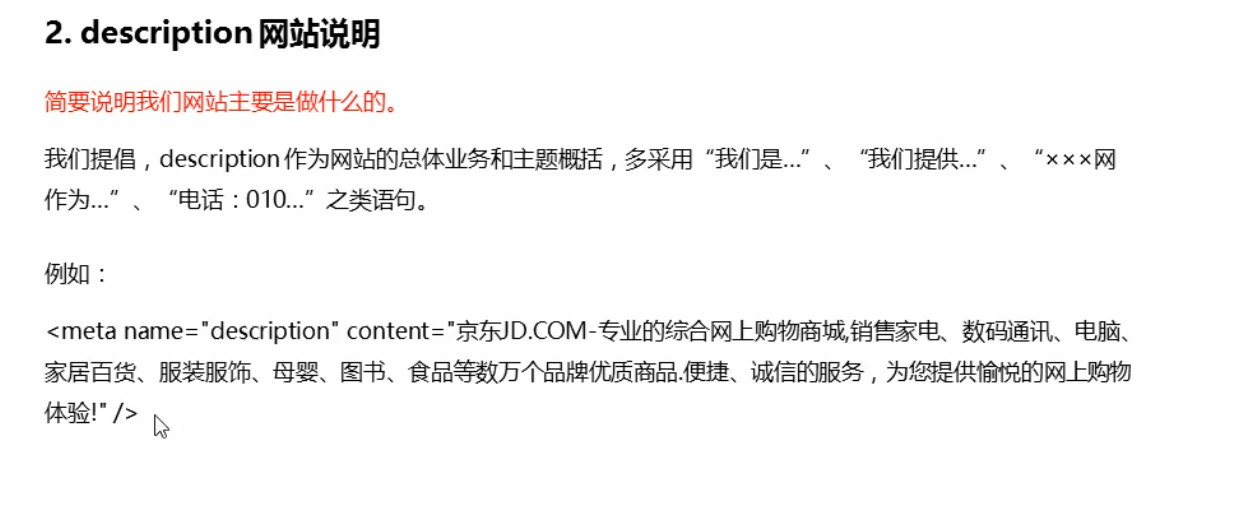 2. description 网站说明
简要说明我们网站主要是做什么的。
我们提倡，description 作为网站的总体业务和主题概括，多采用“我们是…”、“我们提供…”、“×××网
作为…”、“电话：010…”之类语句。
例如：
<meta name="description" content="京东JD.COM-专业的综合网上购物商城,销售家电、数码通讯、电脑、
家居百货、服装服饰、母婴、图书、食品等数万个品牌优质商品.便捷、诚信的服务，为您提供愉悦的网上购物
体验!" />